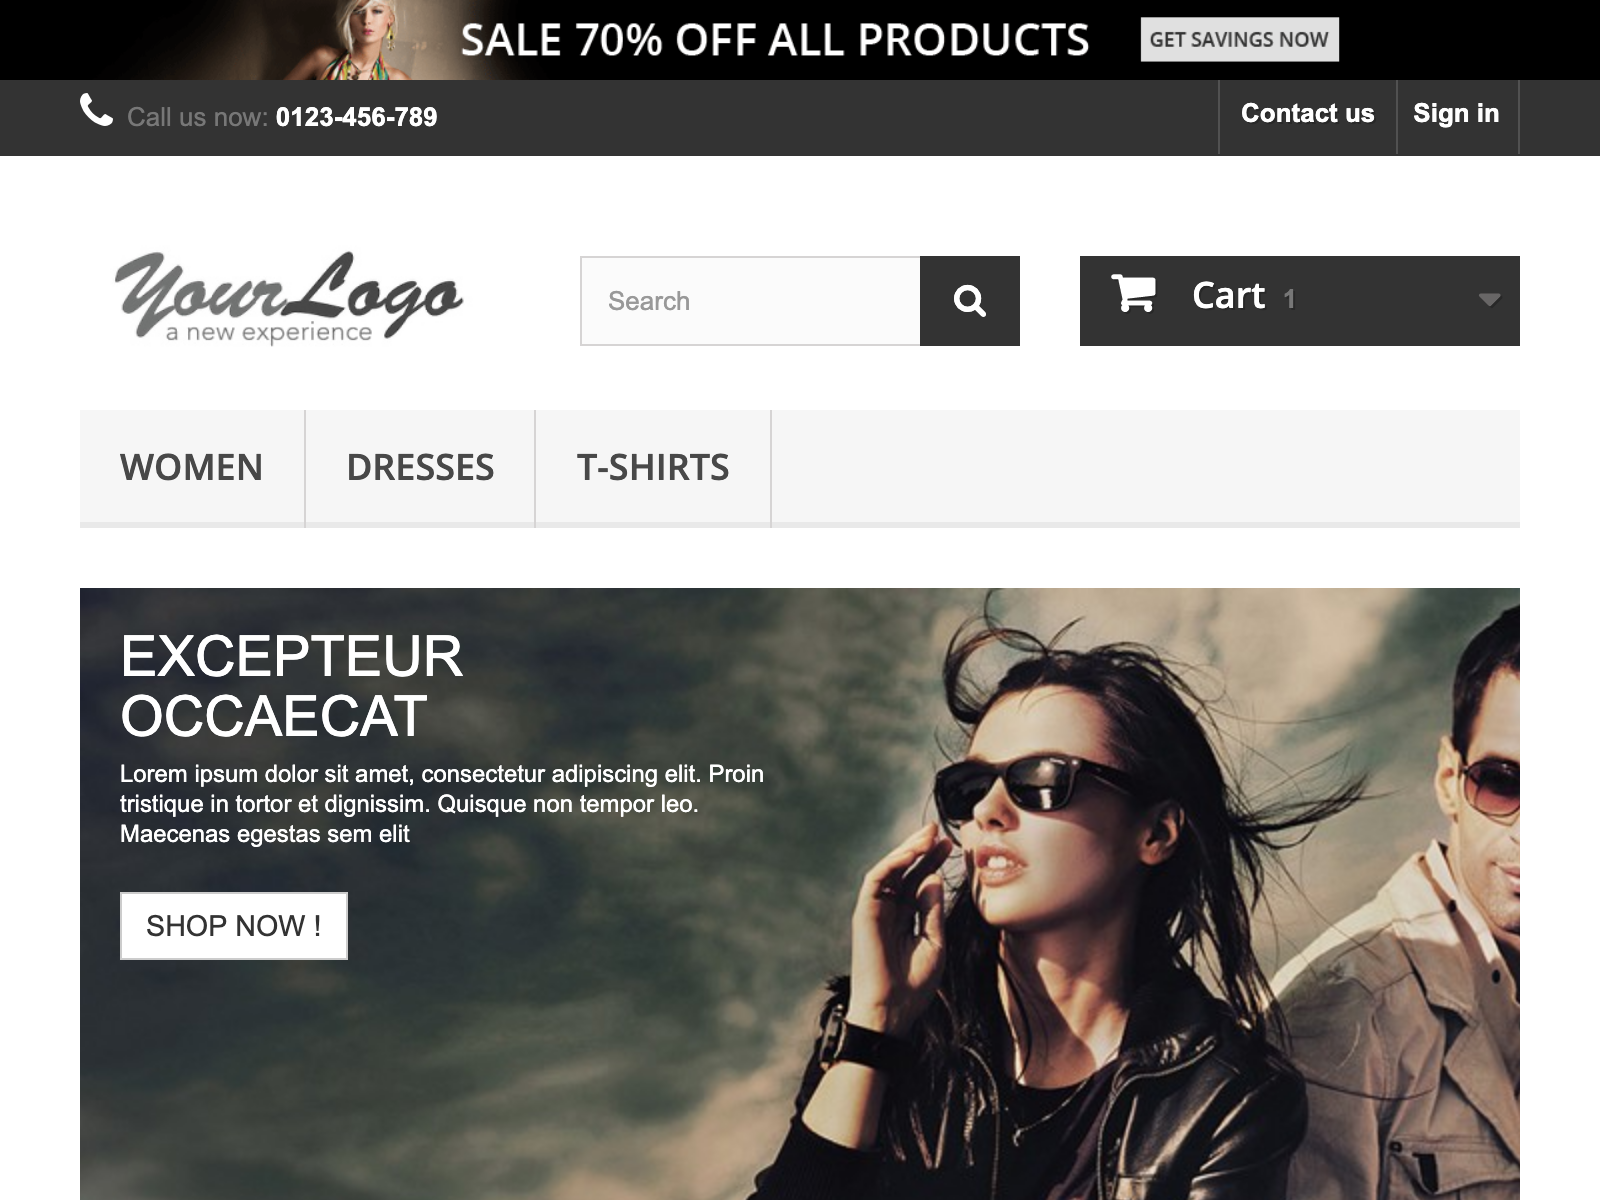 SALE 70% OFF ALL PRODUCTS
GET SAVINGS NOW
Call us now: 0123-456-789
Contact us
Sign in
YourLogo
a new experience
Search
Cart 1
WOMEN
DRESSES
T-SHIRTS
EXCEPTEUR
OCCAECAT
Lorem ipsum dolor sit amet, consectetur adipiscing elit. Proin
tristique in tortor et dignissim. Quisque non tempor leo.
Maecenas egestas sem elit
SHOP NOW !